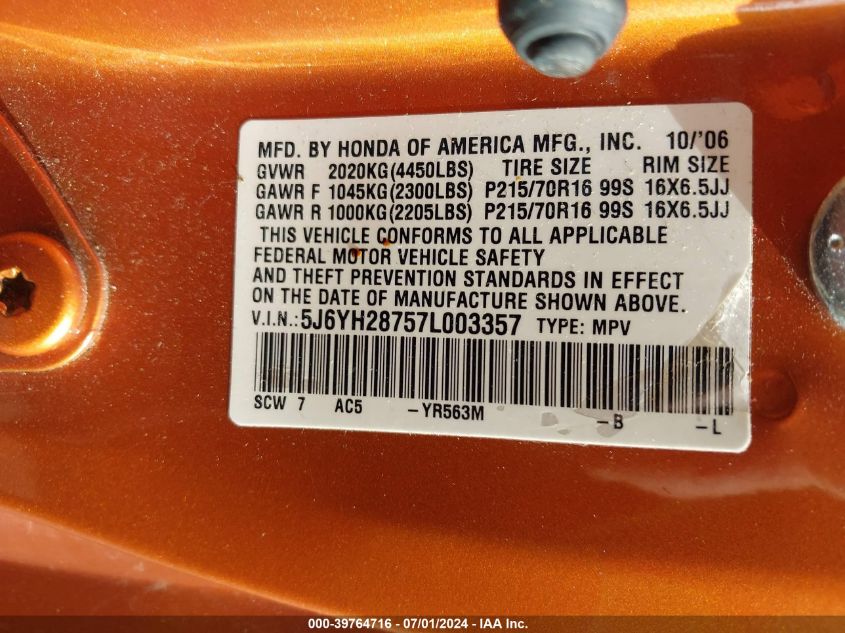 MFD. BY HONDA OF AMERICA MFG., INC. 10/'06
GVWR 2020KG(4450LBS) TIRE SIZE RIM SIZE
GAWR F 1045KG(2300LBS) P215/70R16 99S 16X6.5JJ
GAWR R 1000KG(2205LBS) P215/70R16 99S 16X6.5JJ
THIS VEHICLE CONFORMS TO ALL APPLICABLE
FEDERAL MOTOR VEHICLE SAFETY
AND THEFT PREVENTION STANDARDS IN EFFECT
ON THE DATE OF MANUFACTURE SHOWN ABOVE.
V.I.N.:5J6YH28757L003357 TYPE: MPV
SCW 7 AC5 -YR563M -B -L
000-39764716 - 07/01/2024 - IAA Inc.